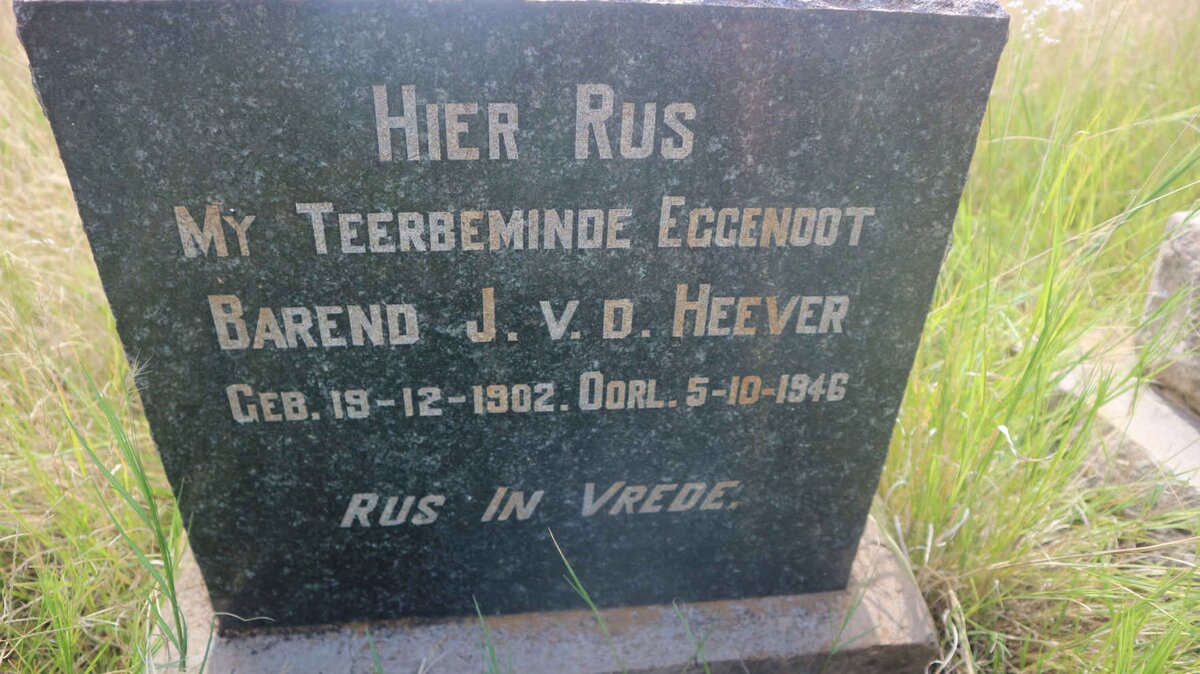 HIER RUS
MY TEERBEMINDE EGGENOOT
BAREND J. V. D. HEEVER
GEB. 19-12-1902. OORL. 5-10-1946
RUS IN VREDE.